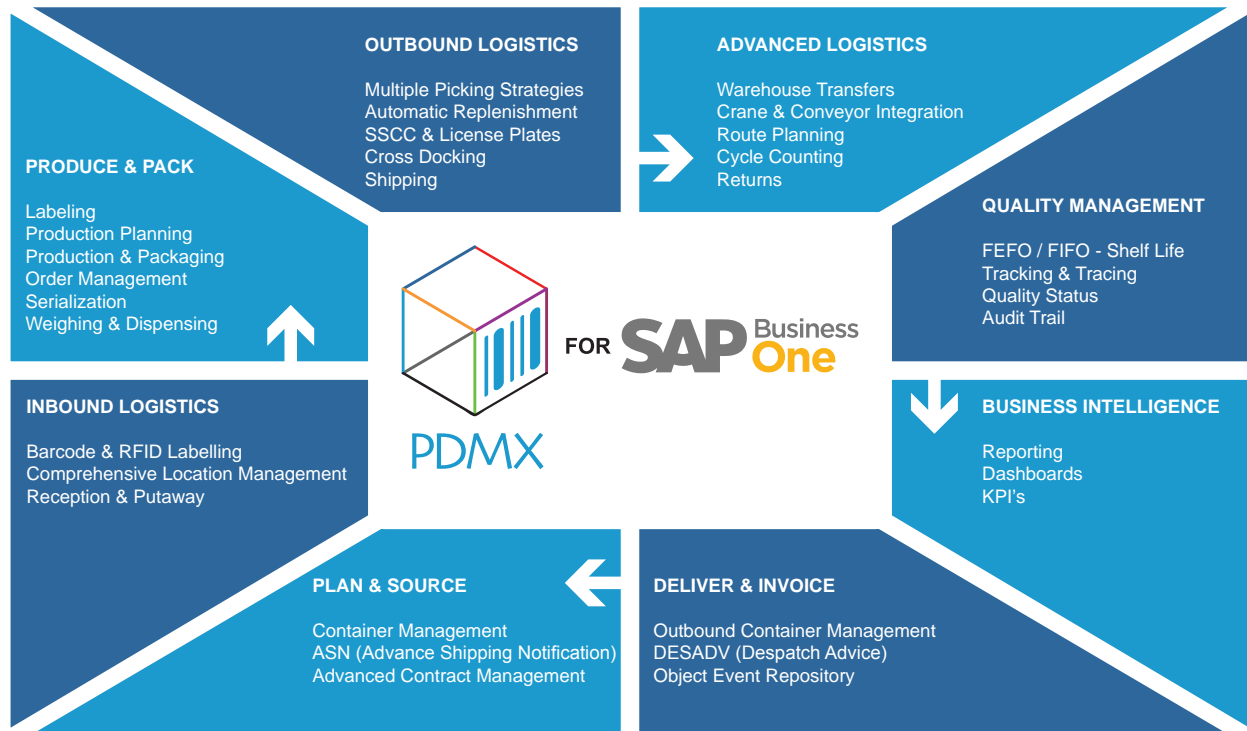 OUTBOUND LOGISTICS
Multiple Picking Strategies
Automatic Replenishment
SSCC & License Plates
Cross Docking
Shipping
ADVANCED LOGISTICS
Warehouse Transfers
Crane & Conveyor Integration
Route Planning
Cycle Counting
Returns
PRODUCE & PACK
Labeling
Production Planning
Production & Packaging
Order Management
Serialization
Weighing & Dispensing
QUALITY MANAGEMENT
FEFO / FIFO - Shelf Life
Tracking & Tracing
Quality Status
Audit Trail
PDMX
FOR
SAP
Business
One
INBOUND LOGISTICS
Barcode & RFID Labelling
Comprehensive Location Management
Reception & Putaway
BUSINESS INTELLIGENCE
Reporting
Dashboards
KPI's
PLAN & SOURCE
Container Management
ASN (Advance Shipping Notification)
Advanced Contract Management
DELIVER & INVOICE
Outbound Container Management
DESADV (Despatch Advice)
Object Event Repository